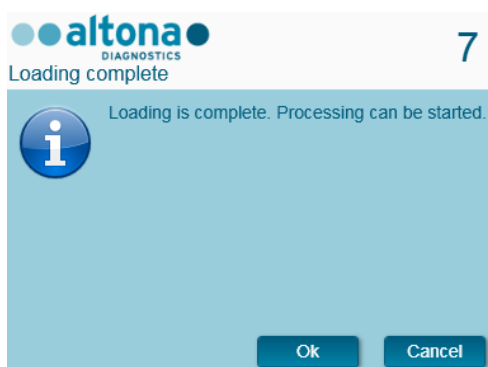 altona
DIAGNOSTICS
7
Loading complete
Loading is complete. Processing can be started.
Ok
Cancel